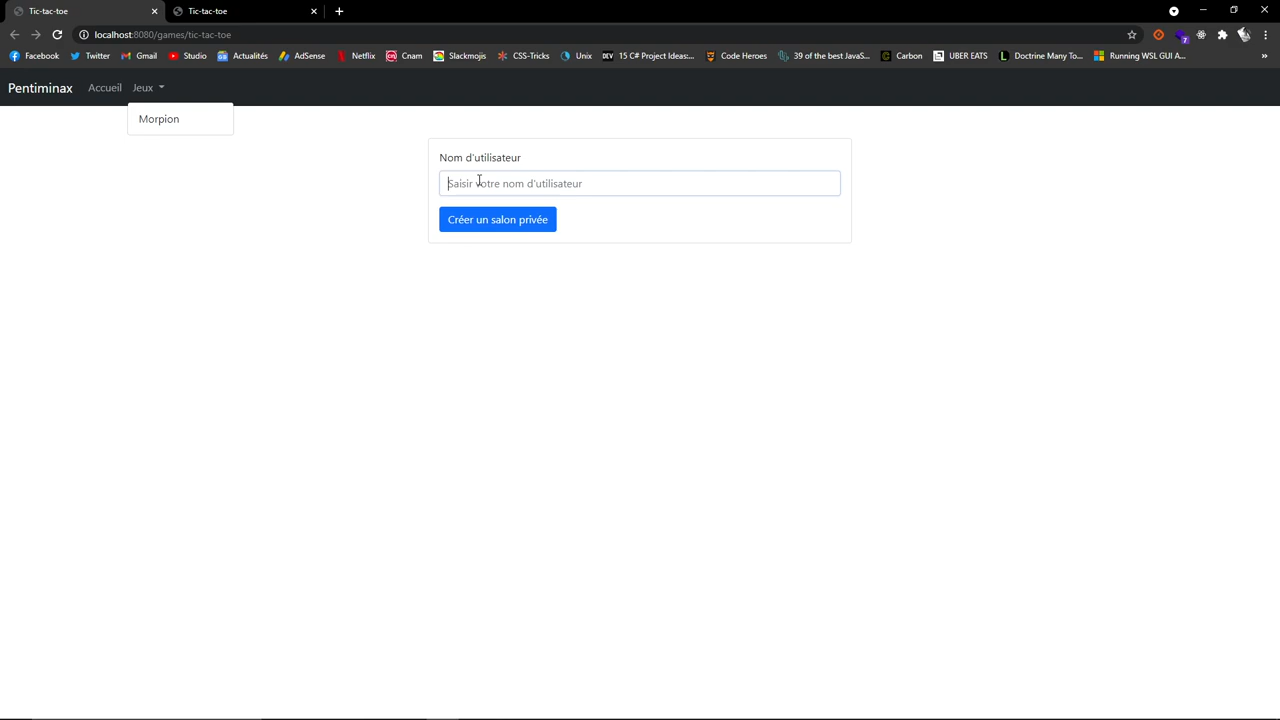 Tic-tac-toe
Tic-tac-toe
localhost:8080/games/tic-tac-toe
Facebook Twitter Gmail Studio Actualités AdSense Netflix Cnam Slackmojis CSS-Tricks Unix DEV 15 C# Project Ideas:... Code Heroes 39 of the best JavaS... Carbon UBER EATS Doctrine Many To... Running WSL GUI A... »
Pentiminax Accueil Jeux
Morpion
Nom d'utilisateur
Saisir votre nom d'utilisateur
Créer un salon privée